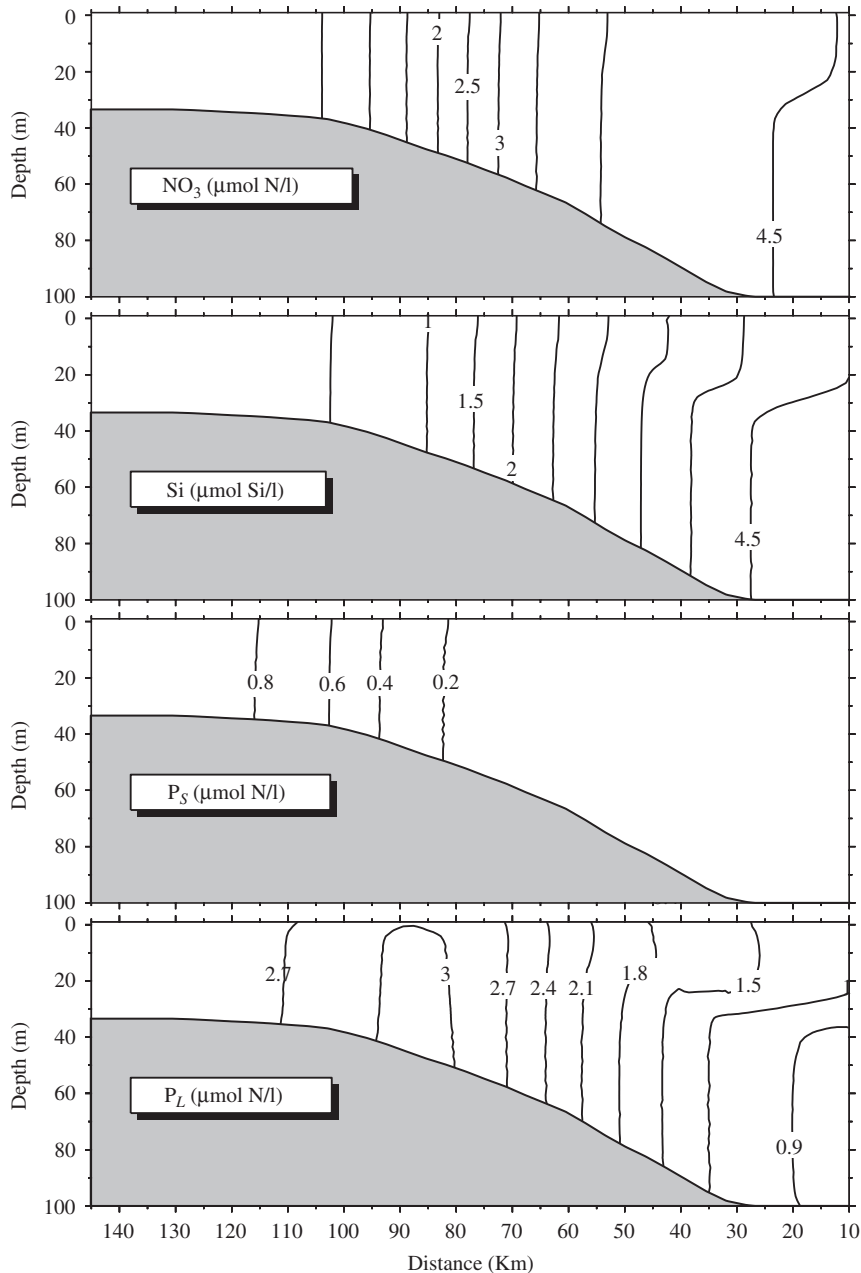 0
20
40
60
80
100
Depth (m)
2
2.5
3
4.5
NO3 (μmol N/l)
0
20
40
60
80
100
Depth (m)
1
1.5
2
4.5
Si (μmol Si/l)
0
20
40
60
80
100
Depth (m)
0.8 0.6 0.4 0.2
PS (μmol N/l)
0
20
40
60
80
100
Depth (m)
2.7 3 2.7 2.4 2.1 1.8 1.5
0.9
PL (μmol N/l)
140 130 120 110 100 90 80 70 60 50 40 30 20 10
Distance (Km)